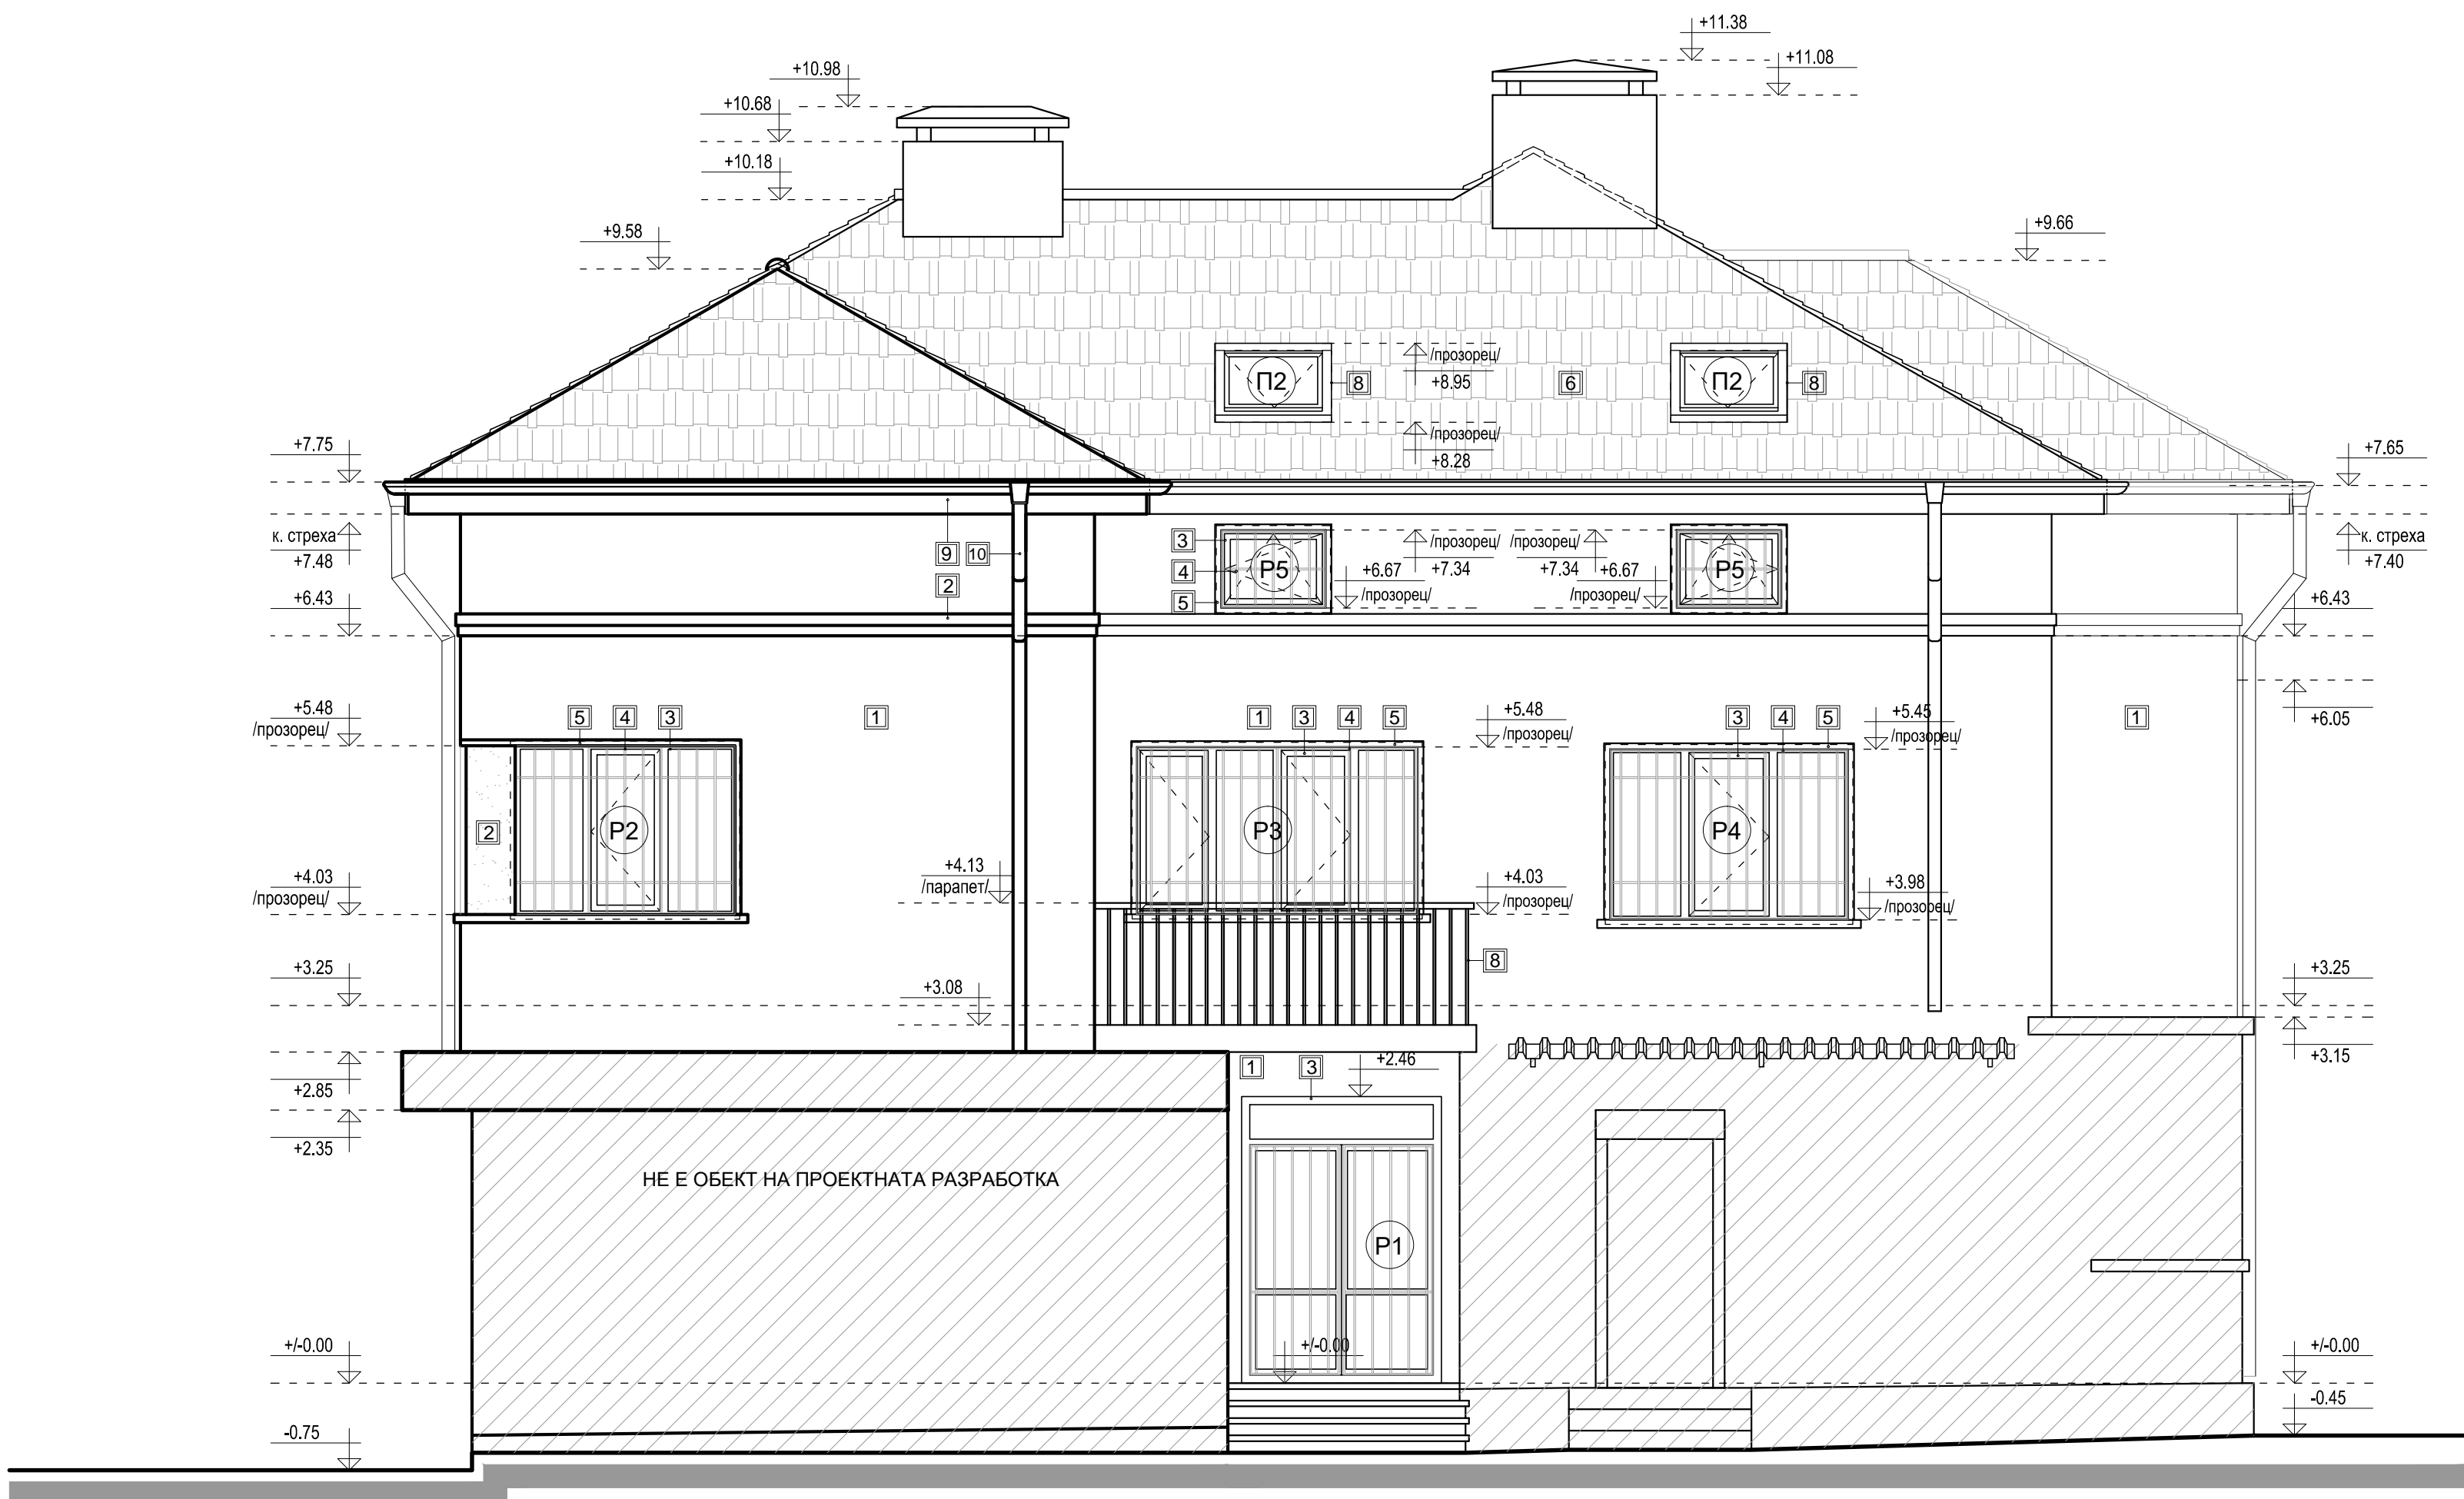 +11.38
+11.08
+10.98
+10.68
+10.18
+9.58
+9.66
/прозорец/
+8.95
П2
8
6
П2
8
/прозорец/
+8.28
+7.75
+7.65
к. стреха
+7.48
9
10
2
3
4
5
P5
/прозорец/
+7.34
+6.67
/прозорец/
/прозорец/
+7.34
+6.67
/прозорец/
P5
к. стреха
+7.40
+6.43
+6.43
+6.05
+5.48
/прозорец/
5
4
3
1
1
3
4
5
+5.48
/прозорец/
3
4
5
+5.45
/прозорец/
1
2
P2
P3
P4
+4.03
/прозорец/
+4.13
/парапет/
+4.03
/прозорец/
+3.98
/прозорец/
8
+3.25
+3.08
+3.25
+3.15
1
3
+2.46
+2.85
+2.35
НЕ Е ОБЕКТ НА ПРОЕКТНАТА РАЗРАБОТКА
P1
+/-0.00
+/-0.00
+/-0.00
-0.75
-0.45